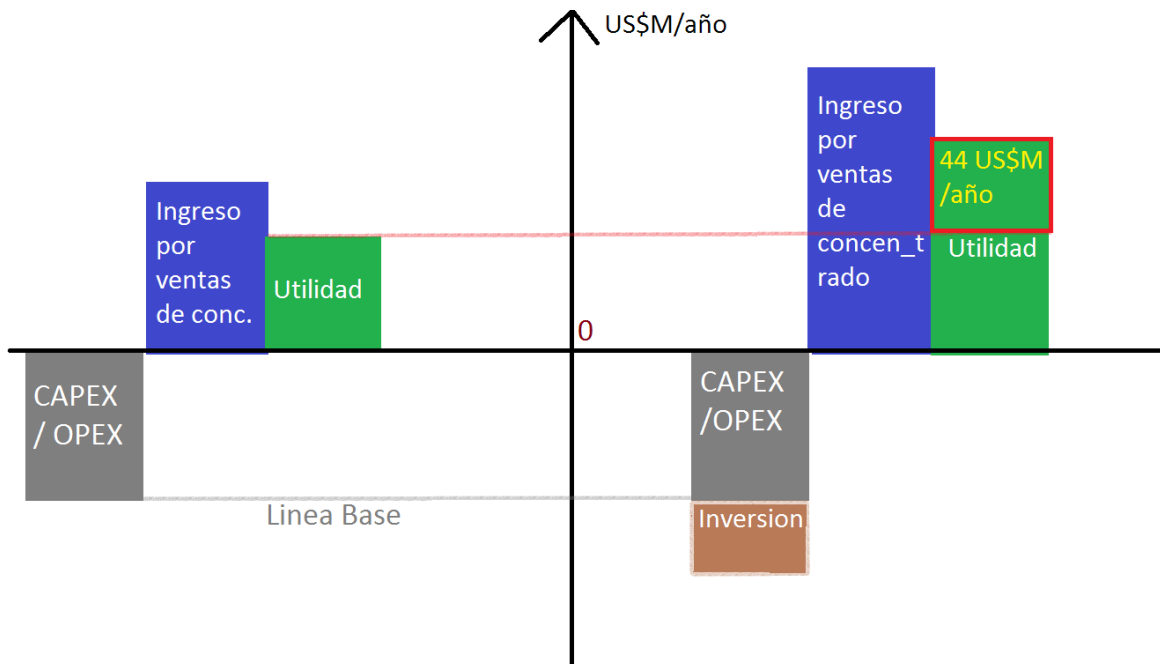 US$M/año
Ingreso
por
ventas
de conc.
Utilidad
CAPEX
/ OPEX
Linea Base
0
Ingreso
por
ventas
de
concen_t
rado
44 US$M
/año
Utilidad
CAPEX
/OPEX
Inversion